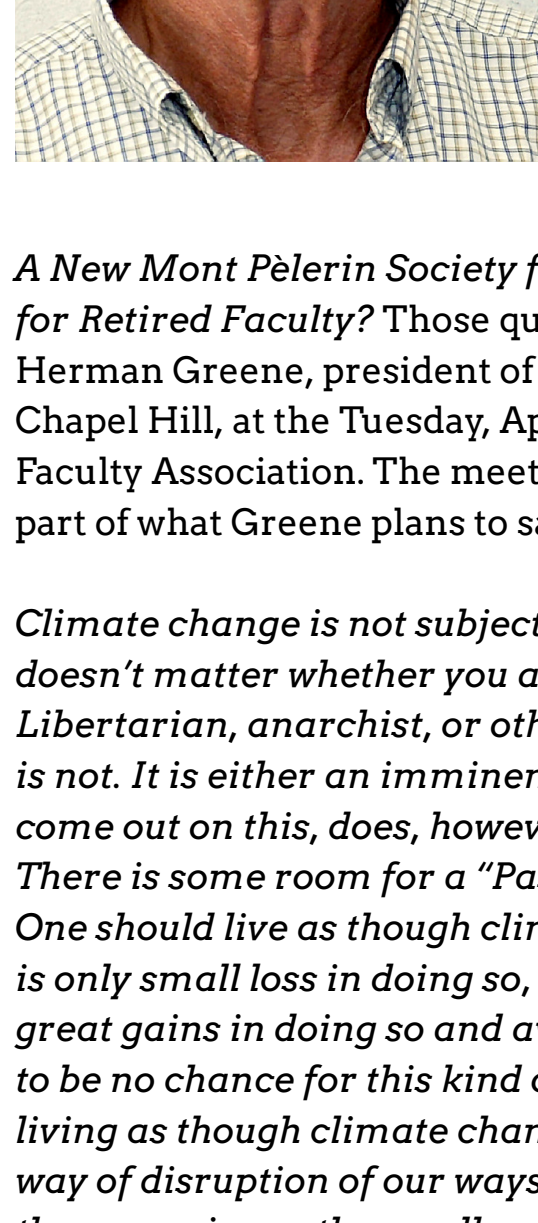 A New Mont Pèlerin Society f
for Retired Faculty? Those qu
Herman Greene, president of
Chapel Hill, at the Tuesday, Ap
Faculty Association. The meet
part of what Greene plans to sa
Climate change is not subject
doesn’t matter whether you a
Libertarian, anarchist, or oth
is not. It is either an imminen
come out on this, does, howev
There is some room for a “Pas
One should live as though clim
is only small loss in doing so,
great gains in doing so and av
to be no chance for this kind o
living as though climate chan
way of disruption of our ways